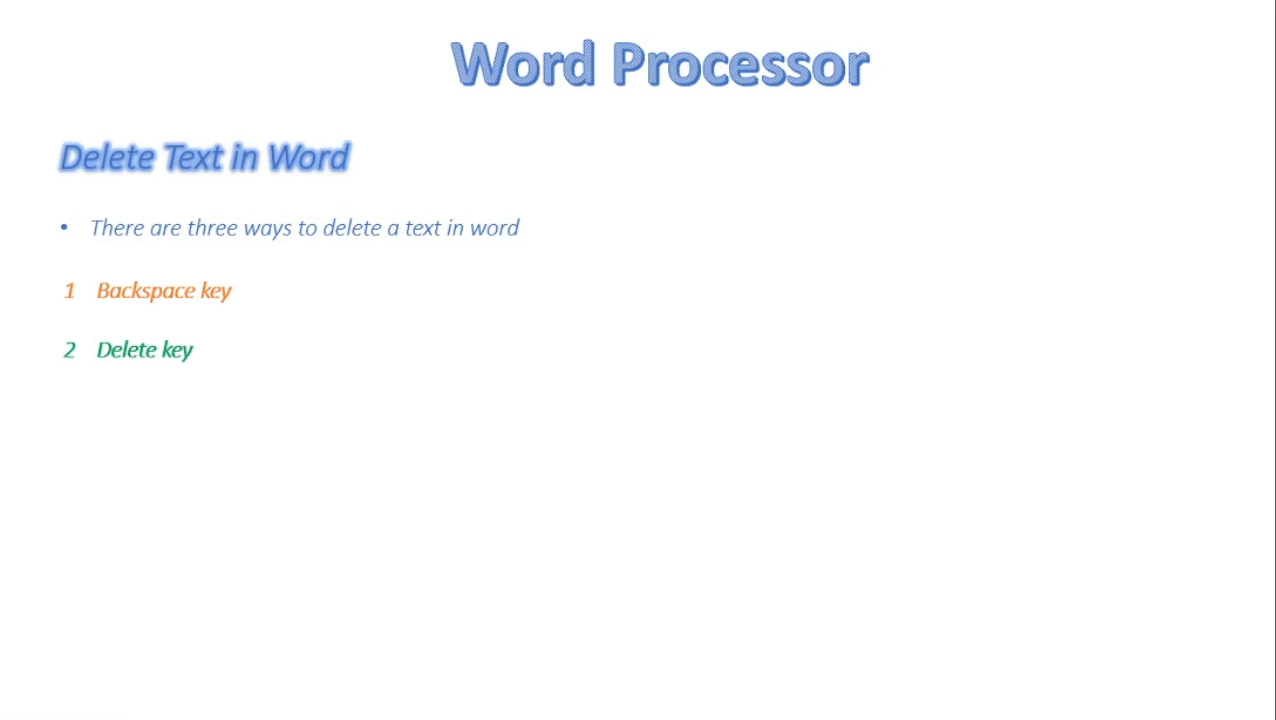 Word Processor
Delete Text in Word
• There are three ways to delete a text in word
1 Backspace key
2 Delete key